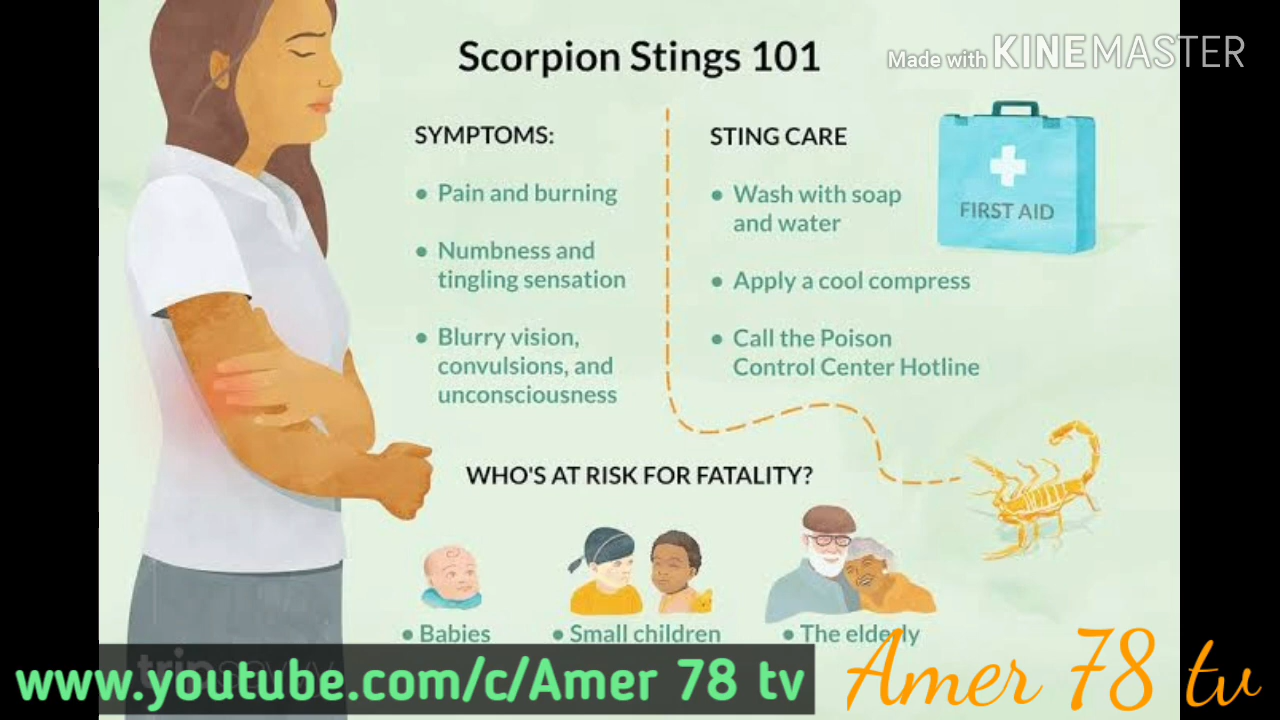 Scorpion Stings 101
Made with KINEMASTER
SYMPTOMS:
• Pain and burning
• Numbness and
tingling sensation
• Blurry vision,
convulsions, and
unconsciousness
STING CARE
• Wash with soap
and water
• Apply a cool compress
• Call the Poison
Control Center Hotline
FIRST AID
WHO'S AT RISK FOR FATALITY?
• Babies
• Small children
• The elderly
www.youtube.com/c/Amer 78 tv
Amer 78 tv